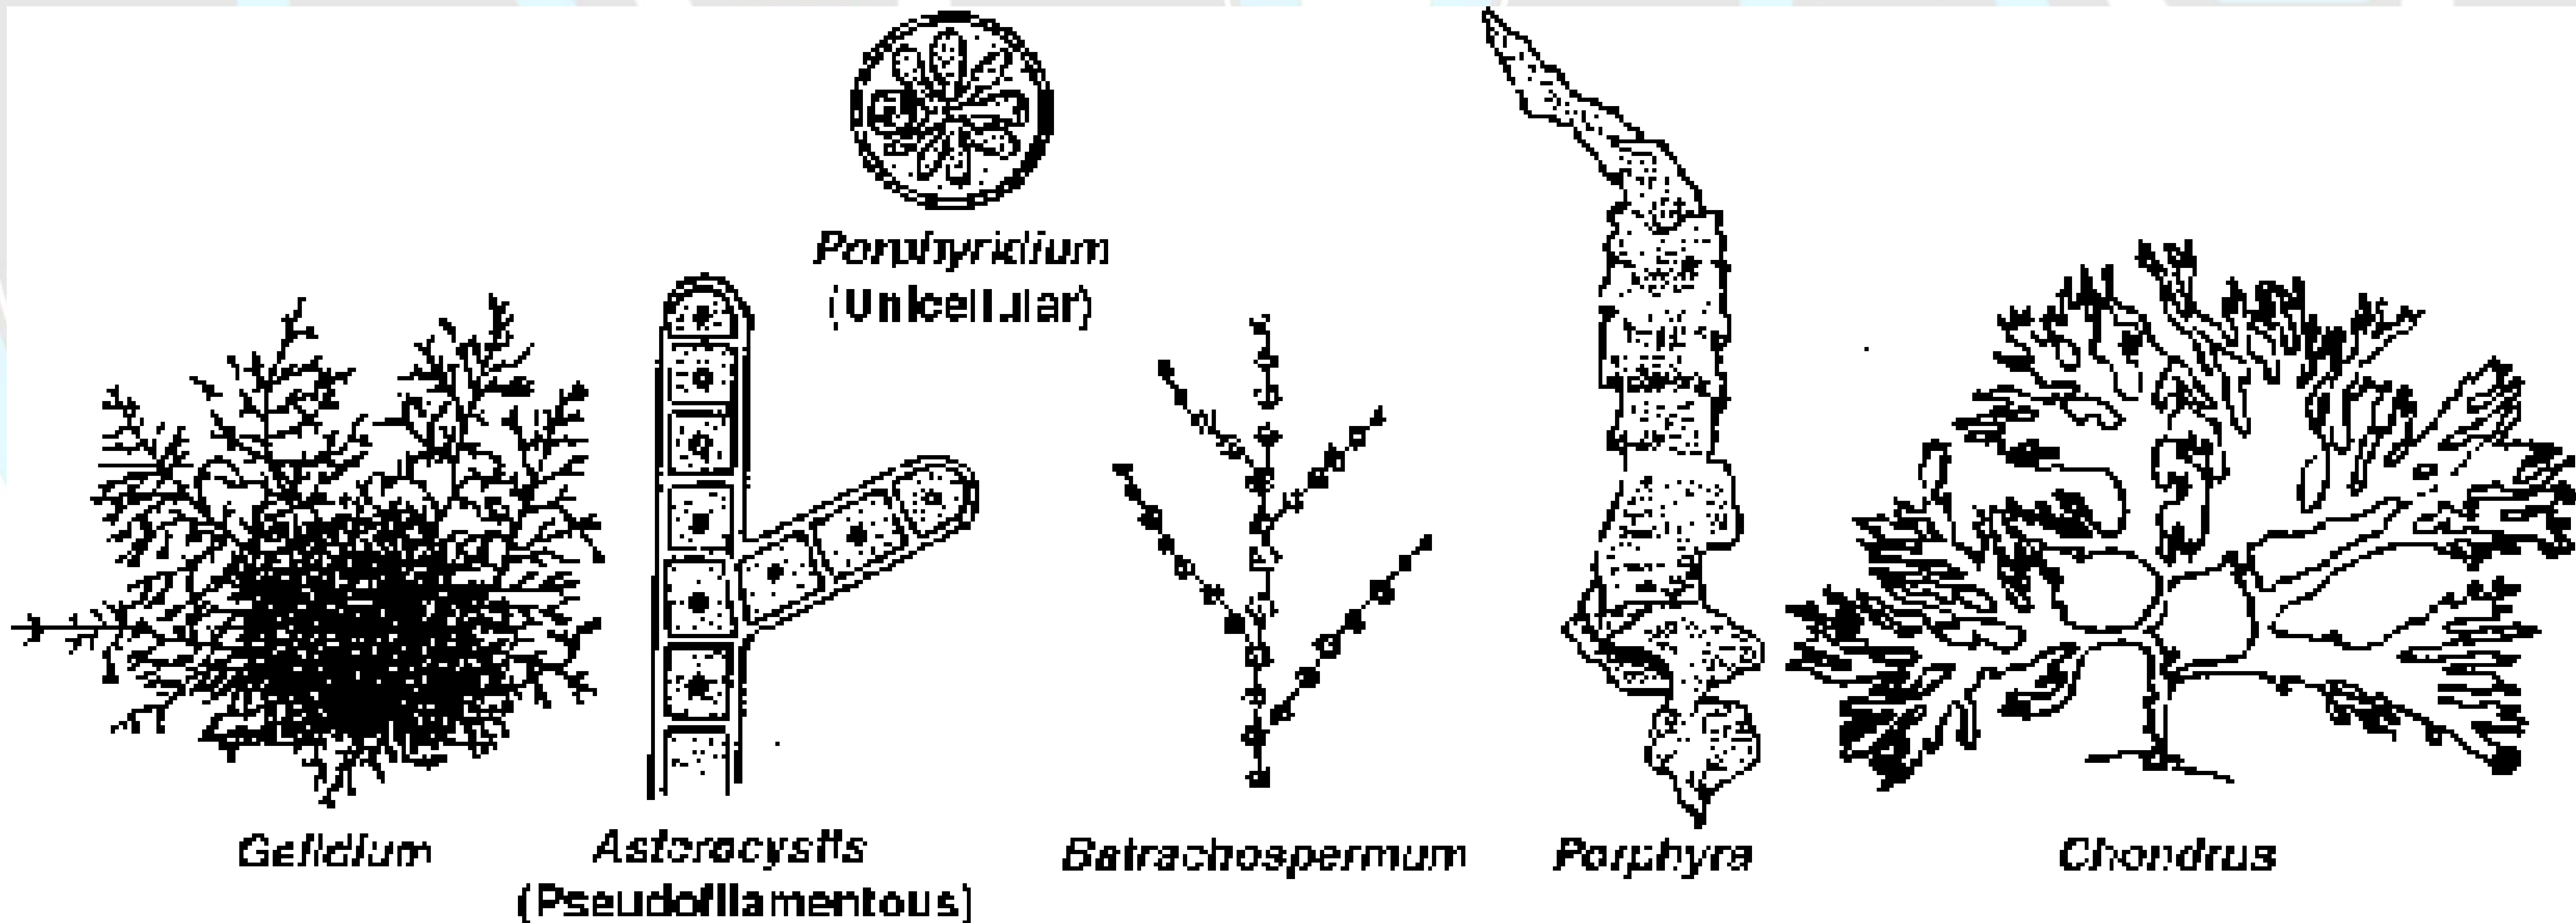 Porphyridium
(Unicellular)
Gelidium
Asterocystis
(Pseudofilamentous)
Batrachospermum
Porphyra
Chondrus